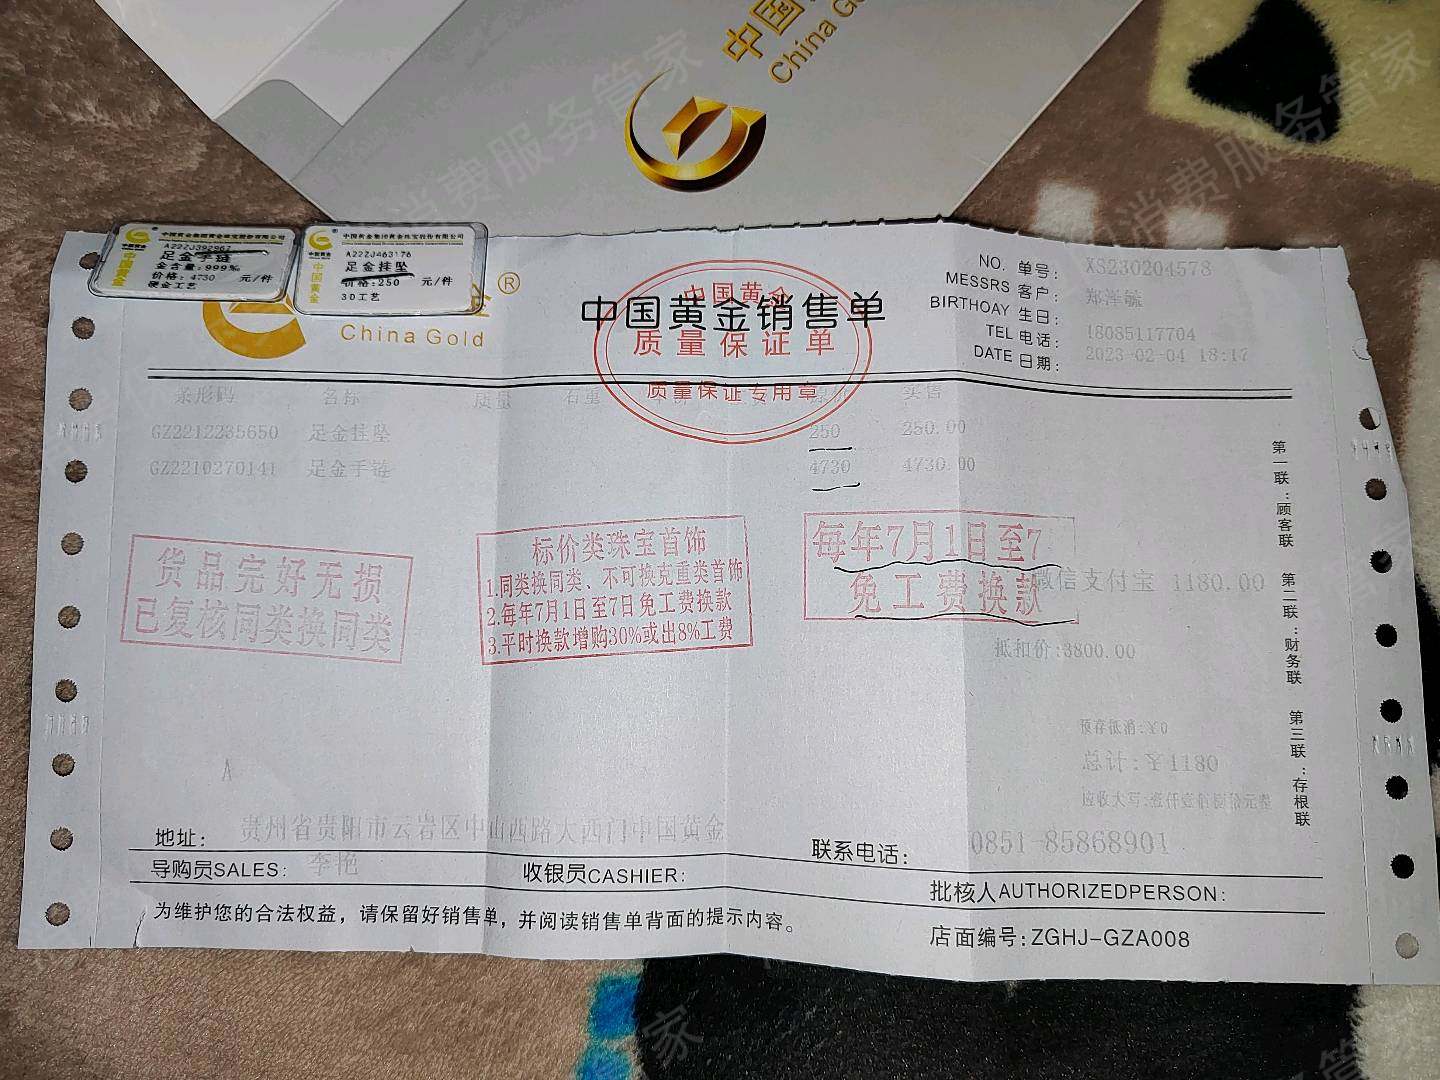 中国
China Go
消费服务管家
消费服务管家
中国黄金集团黄金珠宝股份有限公司
中国黄金
A22ZJ392967
足金手链
金含量:999‰
价格:4730 元/件
硬金工艺
中国黄金集团黄金珠宝股份有限公司
中国黄金
A22ZJ463176
足金挂坠
价格:250 元/件
3D工艺
金®
China Gold
中国黄金销售单
中国黄金
质量保证单
质量保证专用章
NO. 单号: XS230204578
MESSRS 客户: 郑泽毓
BIRTHOAY 生日:
TEL 电话: 18085117704
DATE 日期: 2023-02-04 18:17
条形码 名称 质量
GZ2212235650 足金挂坠 250 250.00
GZ2210270141 足金手链 4730 4730.00
货品完好无损
已复核同类换同类
标价类珠宝首饰
1.同类换同类、不可换克重类首饰
2.每年7月1日至7日免工费换款
3.平时换款增购30%或出8%工费
每年7月1日至7
免工费换款
微信支付宝 1180.00
抵扣价:3800.00
预存抵消:¥0
总计:¥1180
第一联:顾客联
第二联:财务联
第三联:存根联
A
地址: 贵州省贵阳市云岩区中山西路大西门中国黄金
联系电话: 0851-85868901
导购员SALES: 李艳
收银员CASHIER:
批核人AUTHORIZEDPERSON:
为维护您的合法权益，请保留好销售单，并阅读销售单背面的提示内容。
店面编号:ZGHJ-GZA008